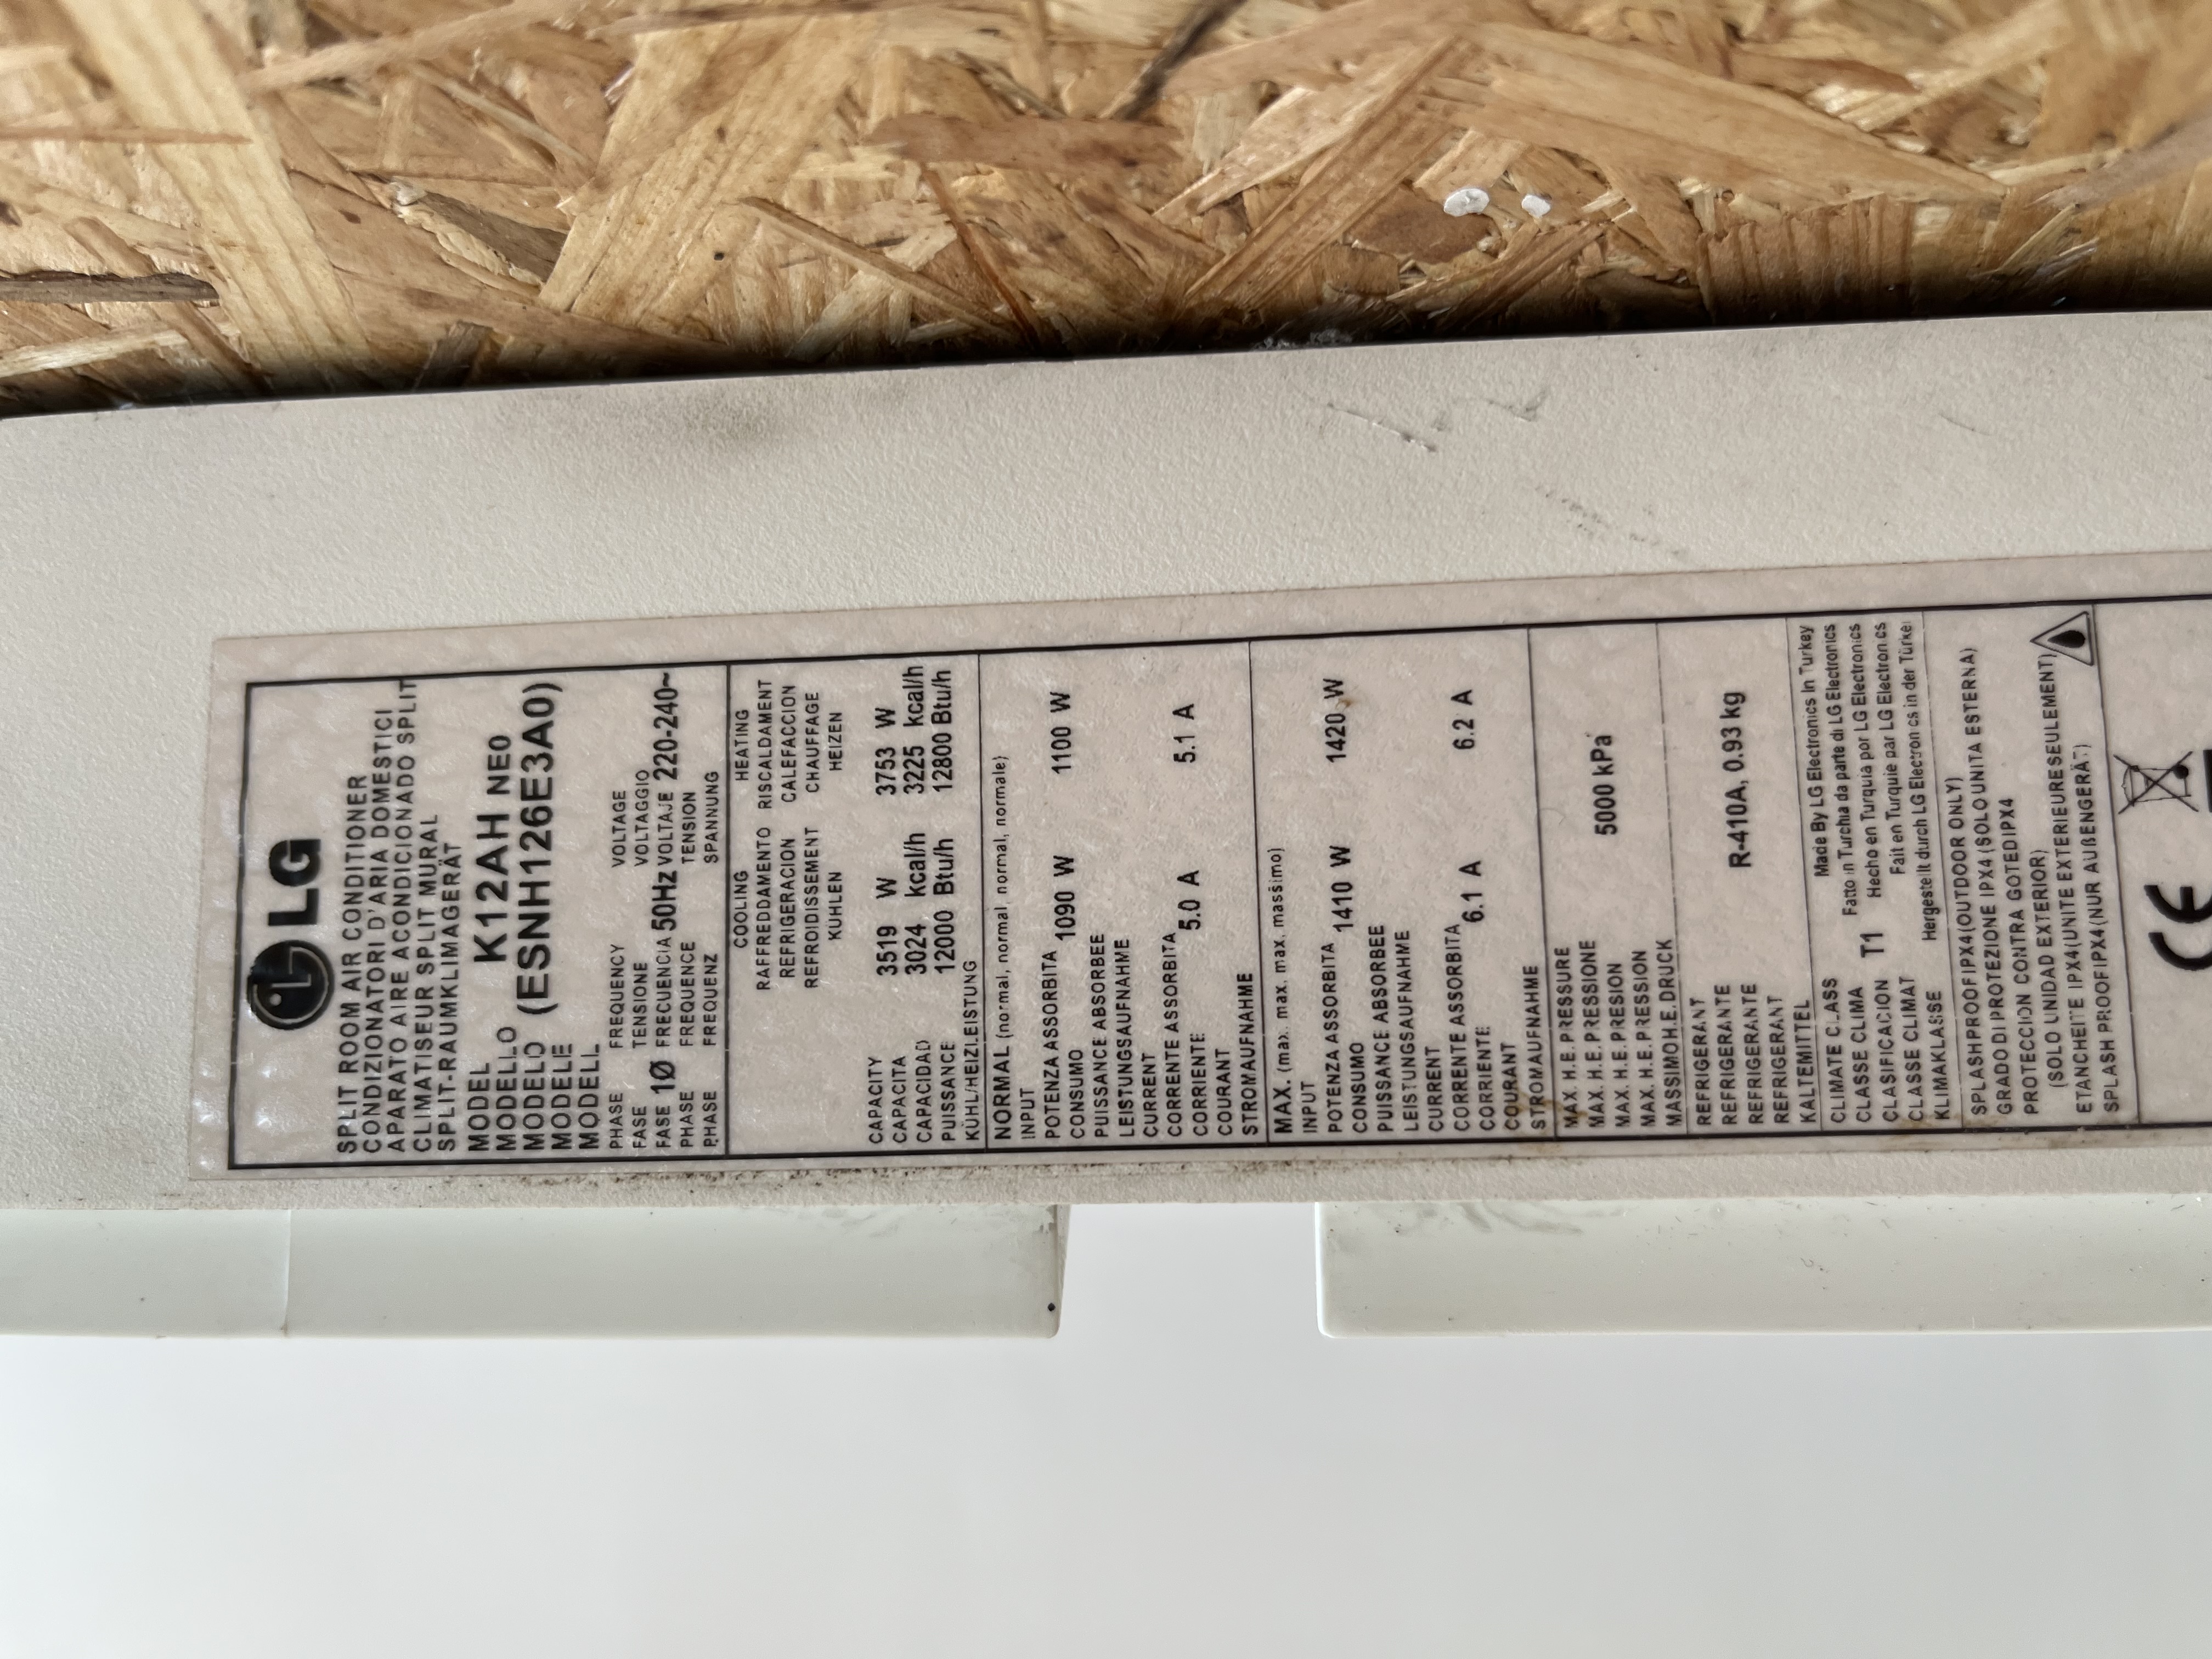 LG
SPLIT ROOM AIR CONDITIONER
CONDIZIONATORI D'ARIA DOMESTICI
APARATO AIRE ACONDICIONADO SPLIT
CLIMATISEUR SPLIT MURAL
SPLIT-RAUMKLIMAGERÄT
MODEL
MODELLO K12AH NEO
MODELO (ESNH126E3A0)
MODELE
MODELL
PHASE FREQUENCY VOLTAGE
FASE TENSIONE VOLTAGGIO
FASE 1Ø FRECUENCIA 50Hz VOLTAJE 220-240~
PHASE FREQUENCE TENSION
PHASE FREQUENZ SPANNUNG
COOLING HEATING
RAFFREDDAMENTO RISCALDAMENT
REFRIGERACION CALEFACCION
REFROIDISSEMENT CHAUFFAGE
KUHLEN HEIZEN
CAPACITY 3519 W 3753 W
CAPACITA 3024 kcal/h 3225 kcal/h
CAPACIDAD 12000 Btu/h 12800 Btu/h
PUISSANCE
KÜHL/HEIZLEISTUNG
NORMAL (normal, normal, normal, normale)
INPUT
POTENZA ASSORBITA 1090 W 1100 W
CONSUMO
PUISSANCE ABSORBEE
LEISTUNGSAUFNAHME
CURRENT
CORRENTE ASSORBITA 5.0 A 5.1 A
CORRIENTE
COURANT
STROMAUFNAHME
MAX. (max. max. max. massimo)
INPUT
POTENZA ASSORBITA 1410 W 1420 W
CONSUMO
PUISSANCE ABSORBEE
LEISTUNGSAUFNAHME
CURRENT
CORRENTE ASSORBITA 6.1 A 6.2 A
CORRIENTE
COURANT
STROMAUFNAHME
MAX. H.E. PRESSURE
MAX. H.E. PRESSIONE 5000 kPa
MAX. H.E. PRESION
MAX. H.E. PRESSION
MASSIMOH.E.DRUCK
REFRIGERANT
REFRIGERANTE
REFRIGERANTE R-410A, 0.93 kg
REFRIGERANT
KALTEMITTEL
CLIMATE CLASS Made By LG Electronics In Turkey
CLASSE CLIMA Fatto in Turchia da parte di LG Electronics
CLASIFICACION T1 Hecho en Turquia por LG Electronics
CLASSE CLIMAT Fait en Turquie par LG Electronics
KLIMAKLASSE Hergestellt durch LG Electronics in der Türkei
SPLASH PROOF IPX4(OUTDOOR ONLY)
GRADO DI PROTEZIONE IPX4 (SOLO UNITA ESTERNA)
PROTECCION CONTRA GOTEDIPX4
(SOLO UNIDAD EXTERIOR)
ETANCHEITE IPX4(UNITE EXTERIEURE SEULEMENT)
SPLASH PROOF IPX4(NUR AUßENGERÄT)
CE